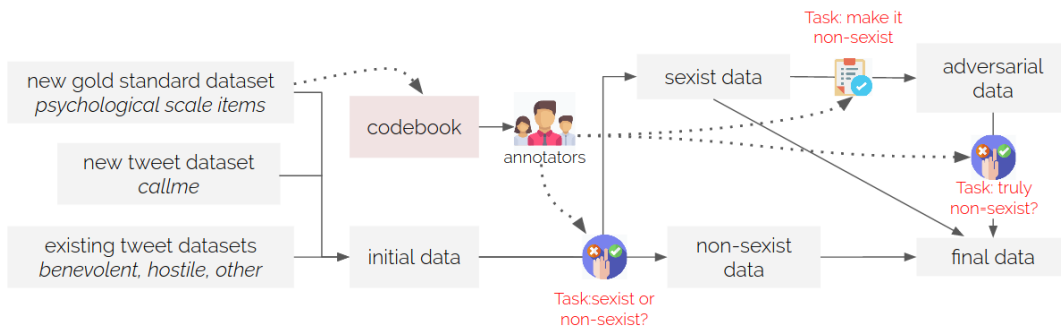 new gold standard dataset
psychological scale items
new tweet dataset
callme
existing tweet datasets
benevolent, hostile, other
codebook
annotators
initial data
Task:sexist or
non-sexist?
sexist data
Task: make it
non-sexist
adversarial
data
Task: truly
non=sexist?
non-sexist
data
final data